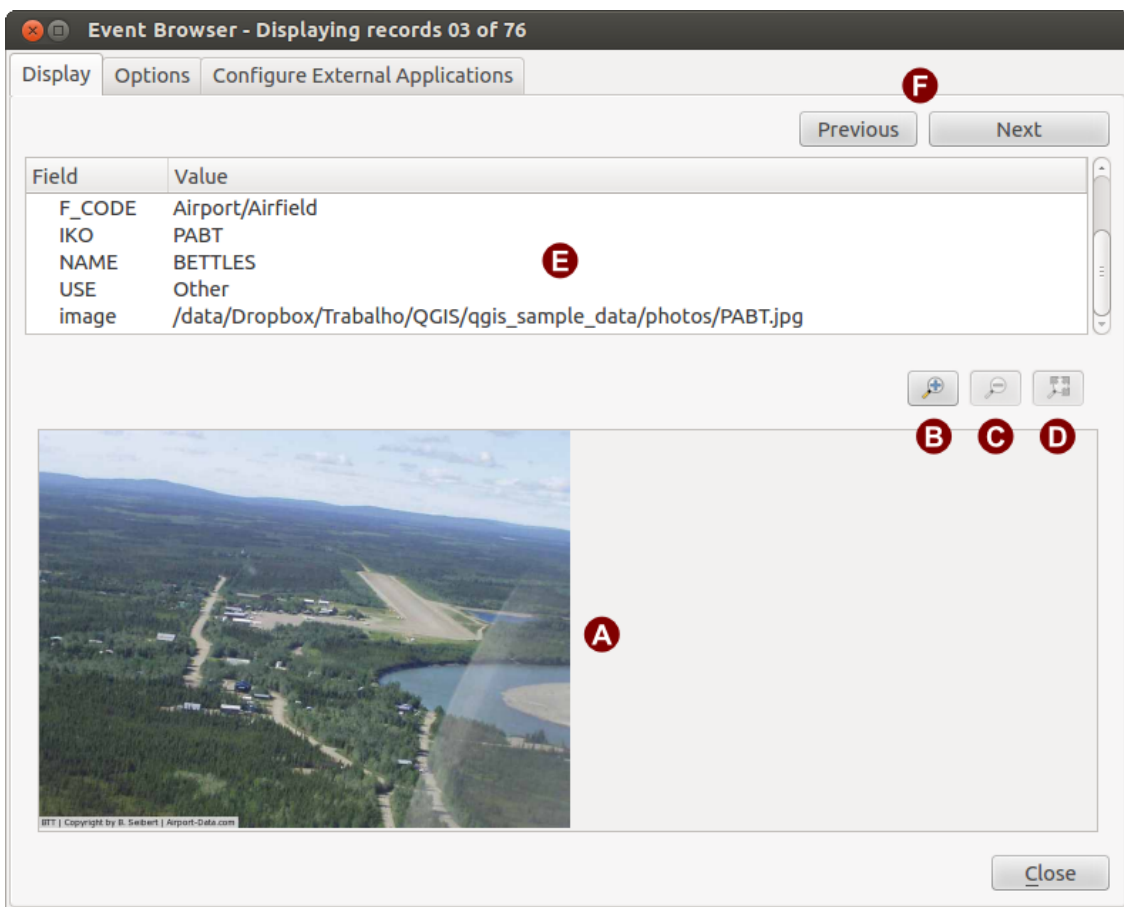 Event Browser - Displaying records 03 of 76
Display Options Configure External Applications
F
Previous Next
Field Value
F_CODE Airport/Airfield
IKO PABT
NAME BETTLES
E
USE Other
image /data/Dropbox/Trabalho/QGIS/qgis_sample_data/photos/PABT.jpg
B C D
A
BTT | Copyright by B. Seibert | Airport-Data.com
Close